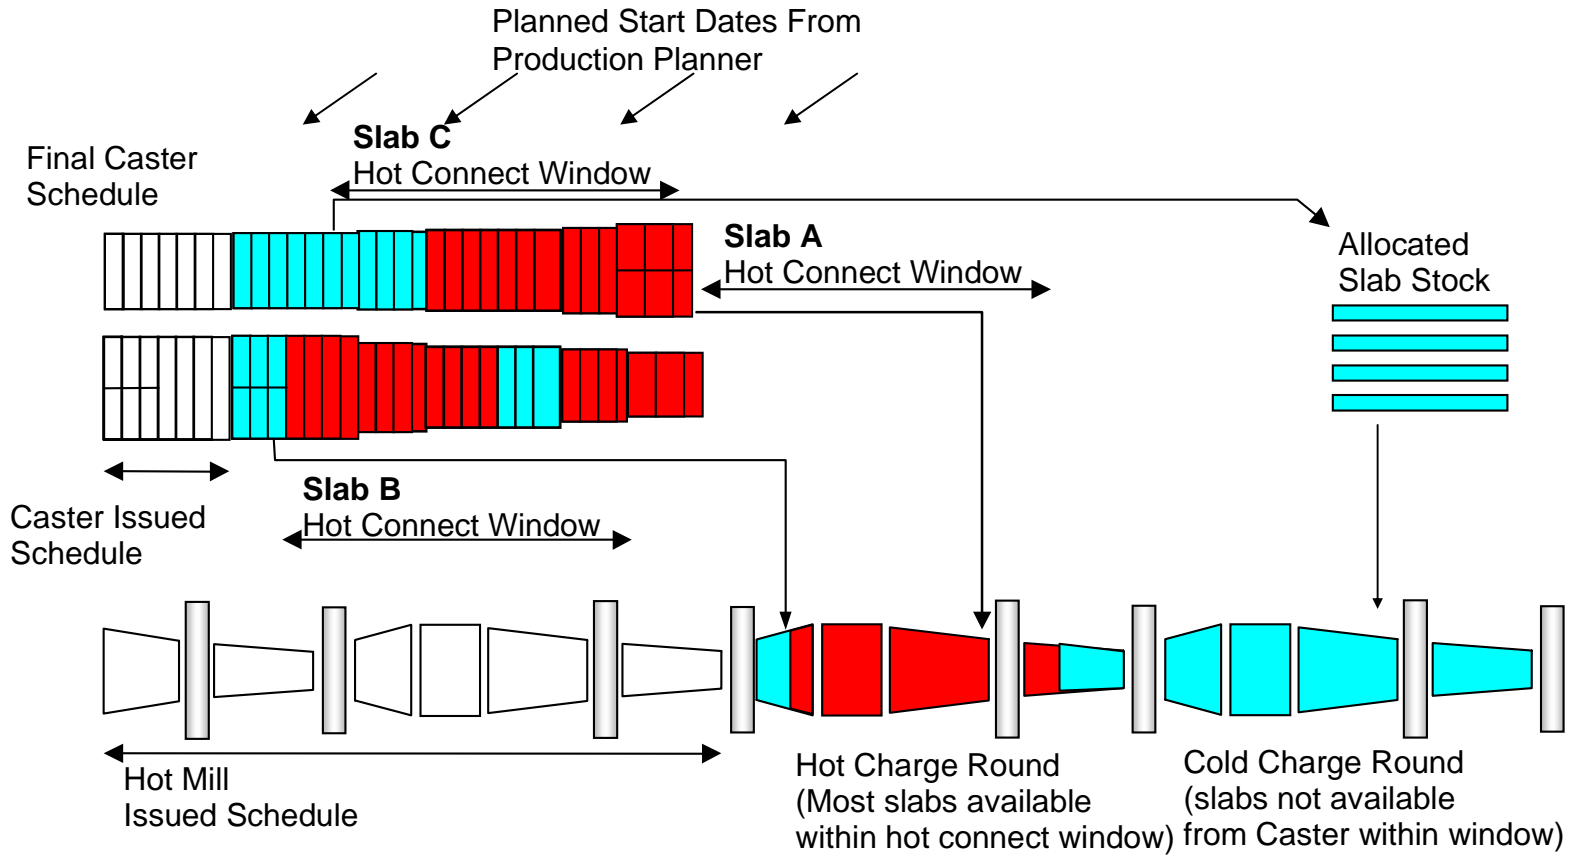 Planned Start Dates From
Production Planner
Slab C
Hot Connect Window
Final Caster
Schedule
Slab A
Hot Connect Window
Allocated
Slab Stock
Slab B
Hot Connect Window
Caster Issued
Schedule
Hot Mill
Issued Schedule
Hot Charge Round
(Most slabs available
within hot connect window)
Cold Charge Round
(slabs not available
from Caster within window)